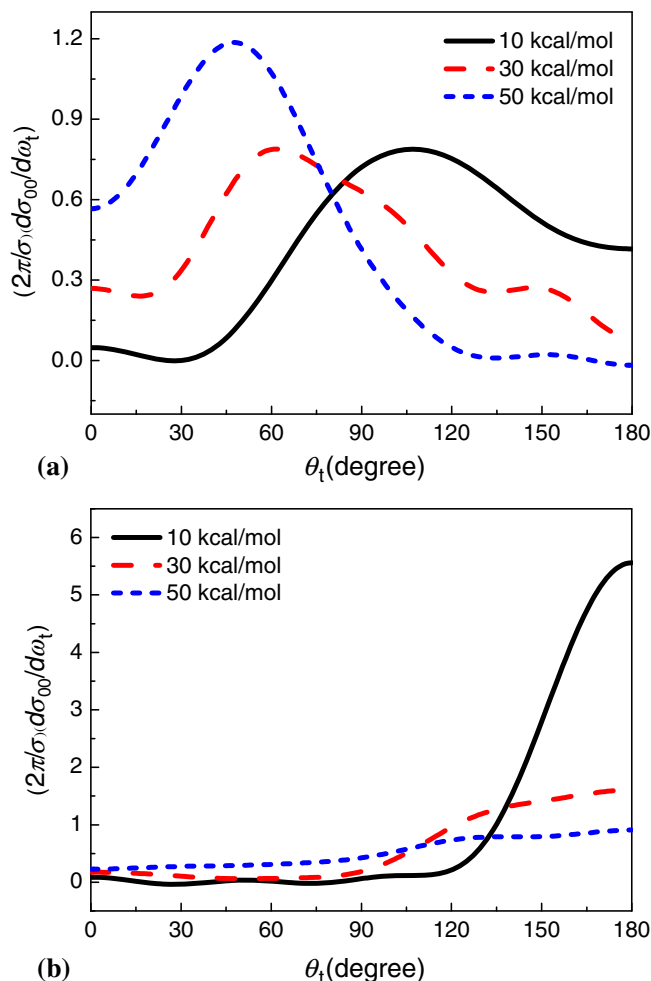 1.2
0.9
0.6
0.3
0.0
(2π/σ)(dσ00/dωt)
10 kcal/mol
30 kcal/mol
50 kcal/mol
0 30 60 90 120 150 180
(a) θt(degree)
6
5
4
3
2
1
0
(2π/σ)(dσ00/dωt)
10 kcal/mol
30 kcal/mol
50 kcal/mol
0 30 60 90 120 150 180
(b) θt(degree)